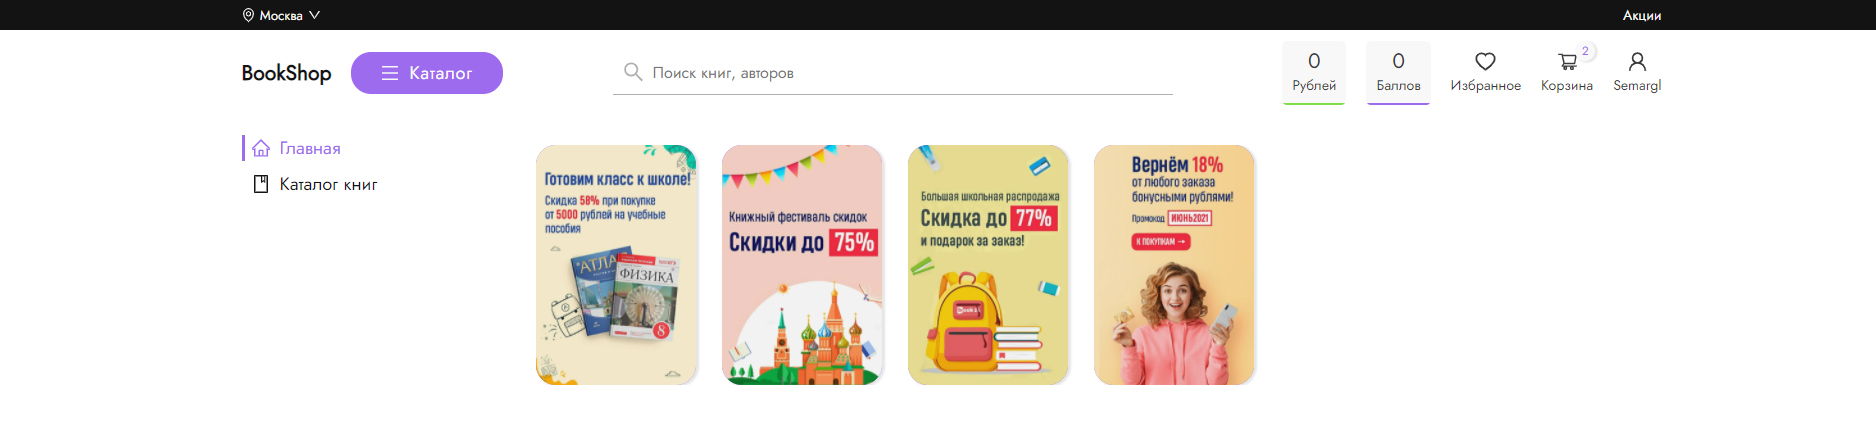 Москва
Акции
BookShop
Каталог
Поиск книг, авторов
0
Рублей
0
Баллов
Избранное
2
Корзина
Semargl
Главная
Каталог книг
Готовим класс к школе!
Скидка 58% при покупке
от 5000 рублей на учебные
пособия
АТЛА
ФИЗИКА
8
Книжный фестиваль скидок
Скидки до 75%
Большая школьная распродажа
Скидка до 77%
и подарок за заказ!
Вернём 18%
от любого заказа
бонусными рублями!
Промокод ИЮНЬ2021
К ПОКУПКАМ →